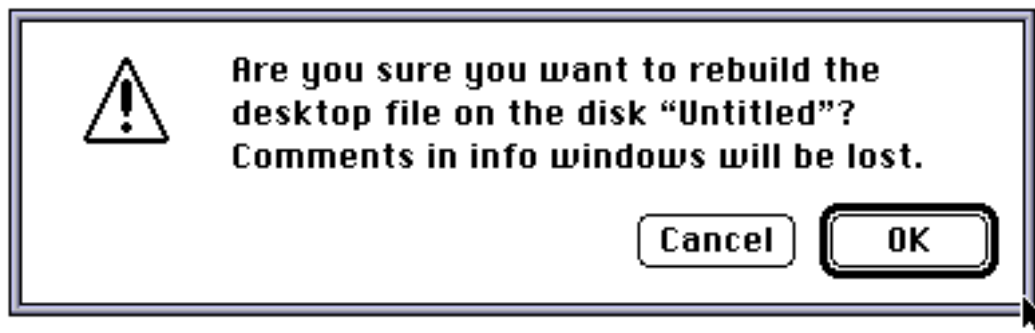 Are you sure you want to rebuild the
desktop file on the disk “Untitled”?
Comments in info windows will be lost.
Cancel
OK